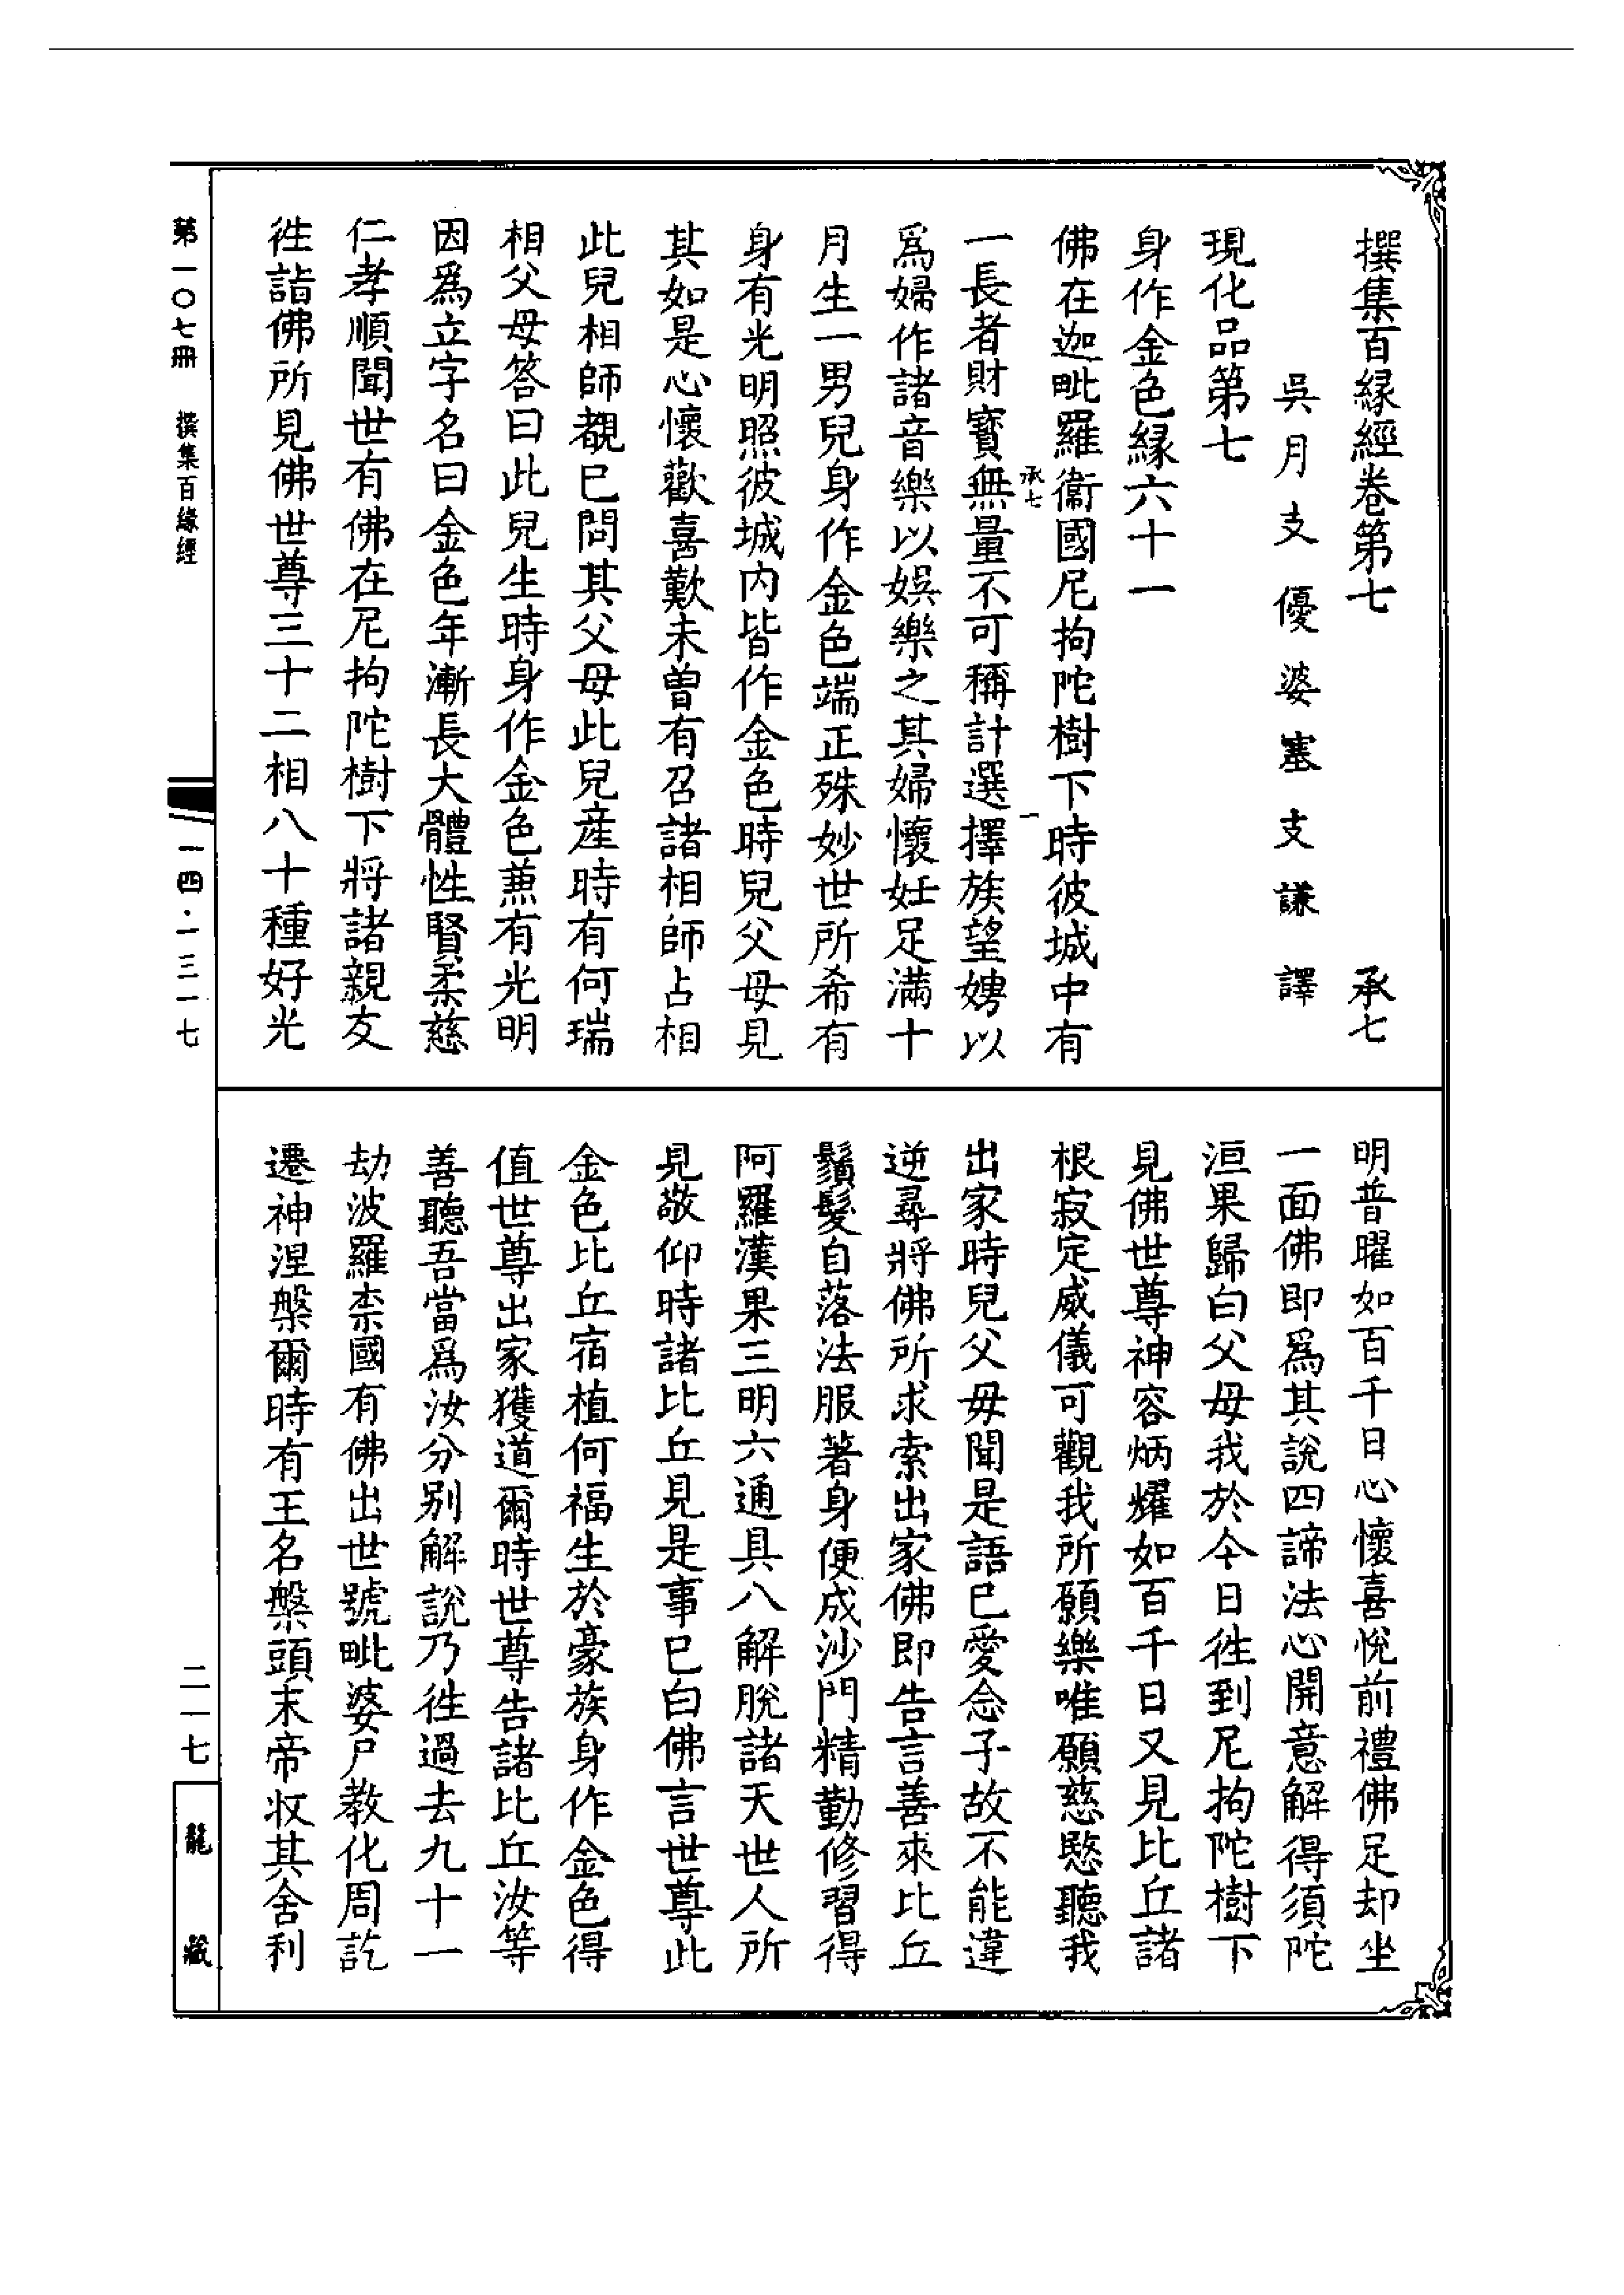 撰集百緣經卷第七 承七
吳月支優婆塞支謙譯
現化品第七
身作金色緣六十一
佛在迦毗羅衞國尼拘陀樹下時彼城中有
承七 一
一長者財寶無量不可稱計選擇族望娉以
爲婦作諸音樂以娛樂之其婦懷妊足滿十
月生一男兒身作金色端正殊妙世所希有
身有光明照彼城內皆作金色時兒父母見
其如是心懷歡喜歎未曾有召諸相師占相
此兒相師覩已問其父母此兒產時有何瑞
相父母答曰此兒生時身作金色兼有光明
因爲立字名曰金色年漸長大體性賢柔慈
仁孝順聞世有佛在尼拘陀樹下將諸親友
徃詣佛所見佛世尊三十二相八十種好光
明普曜如百千日心懷喜悅前禮佛足却坐
一面佛即爲其說四諦法心開意解得須陀
洹果歸白父母我於今日徃到尼拘陀樹下
見佛世尊神容炳耀如百千日又見比丘諸
根寂定威儀可觀我所願樂唯願慈愍聽我
出家時兒父母聞是語已愛念子故不能違
逆尋將佛所求索出家佛即告言善來比丘
鬚髮自落法服著身便成沙門精勤修習得
阿羅漢果三明六通具八解脫諸天世人所
見敬仰時諸比丘見是事已白佛言世尊此
金色比丘宿植何福生於豪族身作金色得
值世尊出家獲道爾時世尊告諸比丘汝等
善聽吾當爲汝分別解說乃徃過去九十一
劫波羅柰國有佛出世號毗婆尸教化周訖
遷神涅槃爾時有王名槃頭末帝收其舍利
第一〇七冊 撰集百緣經
一四·一三一七
二一七
龍藏